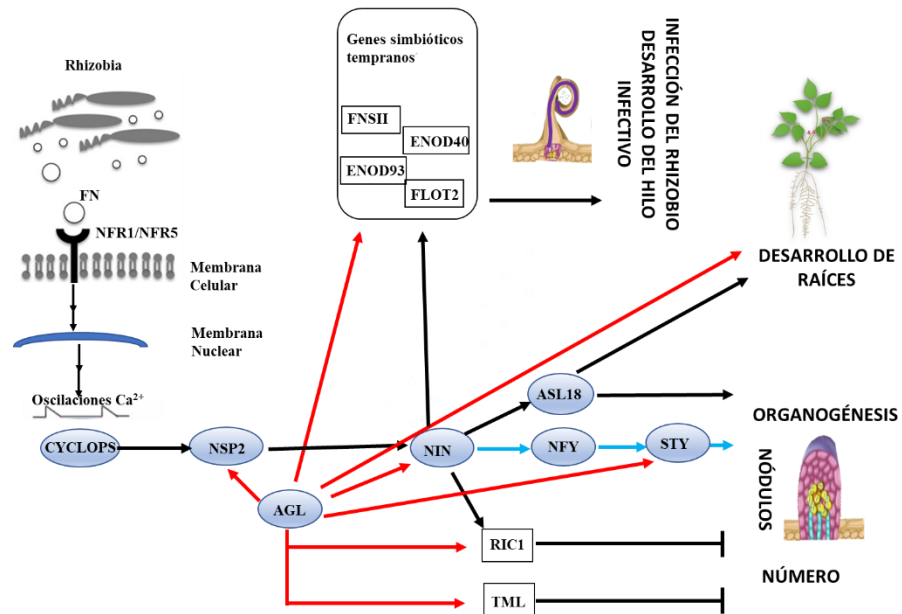 Genes simbióticos
tempranos
Rhizobia
FNSII
ENOD40
ENOD93
FLOT2
INFECCIÓN DEL RHIZOBIO
DESARROLLO DEL HILO
INFECTIVO
FN
NFR1/NFR5
Membrana
Celular
DESARROLLO DE
RAÍCES
Membrana
Nuclear
Oscilaciones Ca²⁺
ASL18
ORGANOGÉNESIS
CYCLOPS
NSP2
NIN
NFY
STY
NÓDULOS
AGL
RIC1
NÚMERO
TML